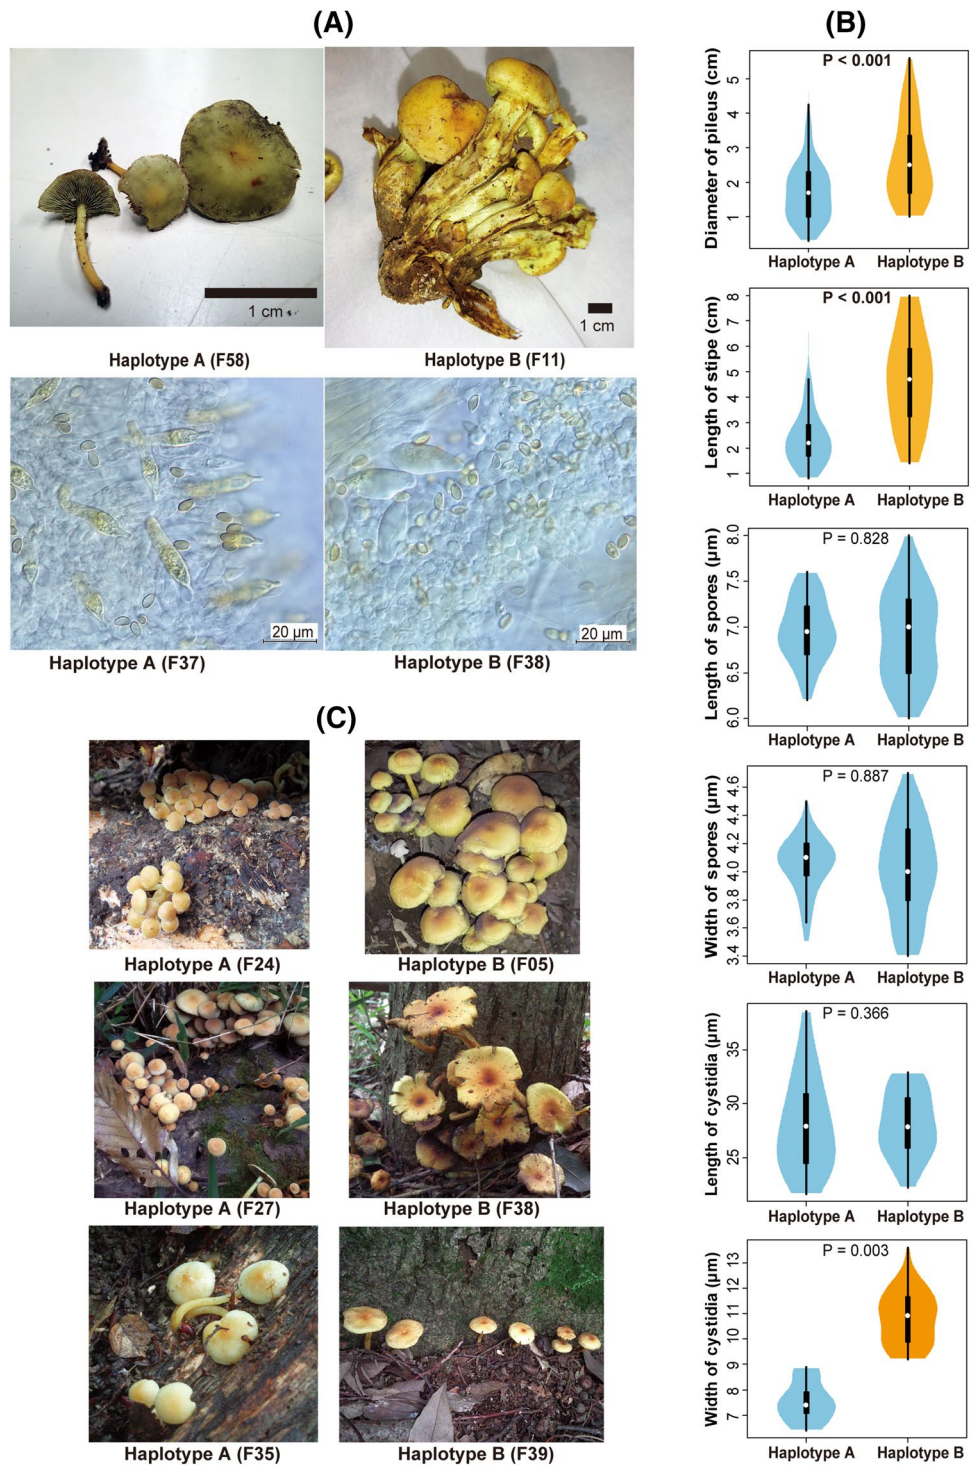 (A)
1 cm
1 cm
Haplotype A (F58)
Haplotype B (F11)
20 µm
20 µm
Haplotype A (F37)
Haplotype B (F38)
(B)
P < 0.001
Diameter of pileus (cm)
5
4
3
2
1
Haplotype A
Haplotype B
P < 0.001
Length of stipe (cm)
8
7
6
5
4
3
2
1
Haplotype A
Haplotype B
P = 0.828
Length of spores (µm)
8.0
7.5
7.0
6.5
6.0
Haplotype A
Haplotype B
P = 0.887
Width of spores (µm)
4.6
4.4
4.2
4.0
3.8
3.6
3.4
Haplotype A
Haplotype B
P = 0.366
Length of cystidia (µm)
35
30
25
Haplotype A
Haplotype B
P = 0.003
Width of cystidia (µm)
13
11
10
9
8
7
Haplotype A
Haplotype B
(C)
Haplotype A (F24)
Haplotype B (F05)
Haplotype A (F27)
Haplotype B (F38)
Haplotype A (F35)
Haplotype B (F39)